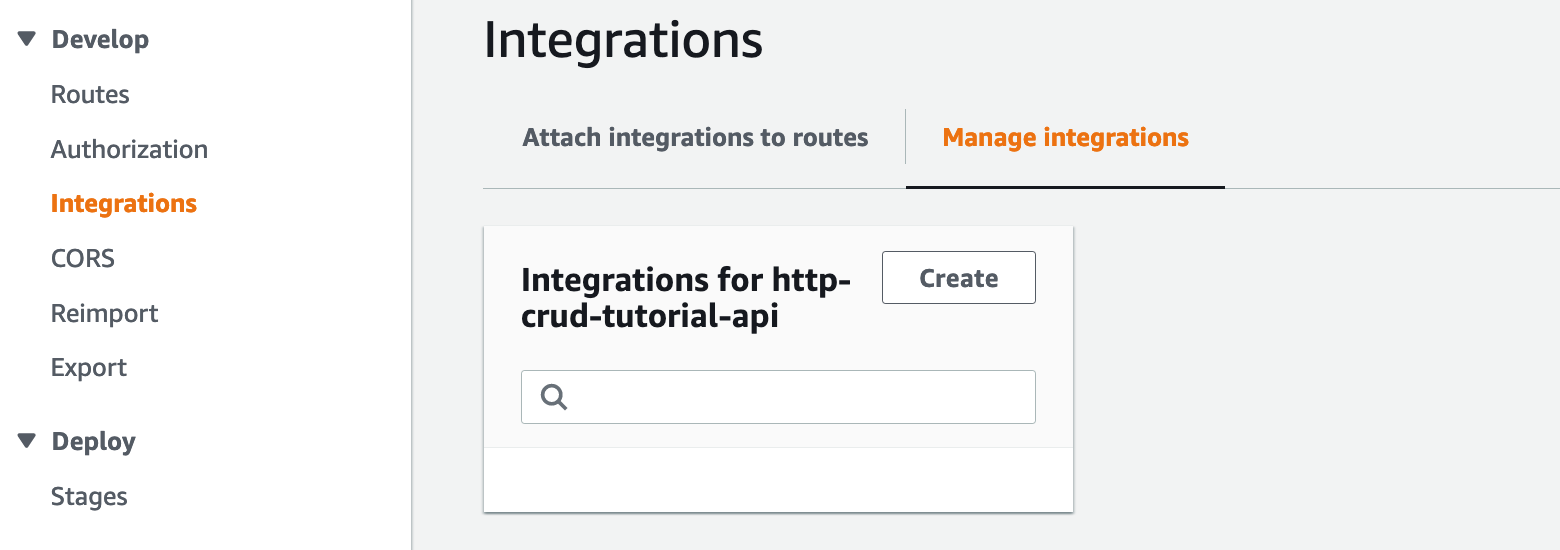 Develop
Routes
Authorization
Integrations
CORS
Reimport
Export
Deploy
Stages
Integrations
Attach integrations to routes
Manage integrations
Integrations for http-
crud-tutorial-api
Create